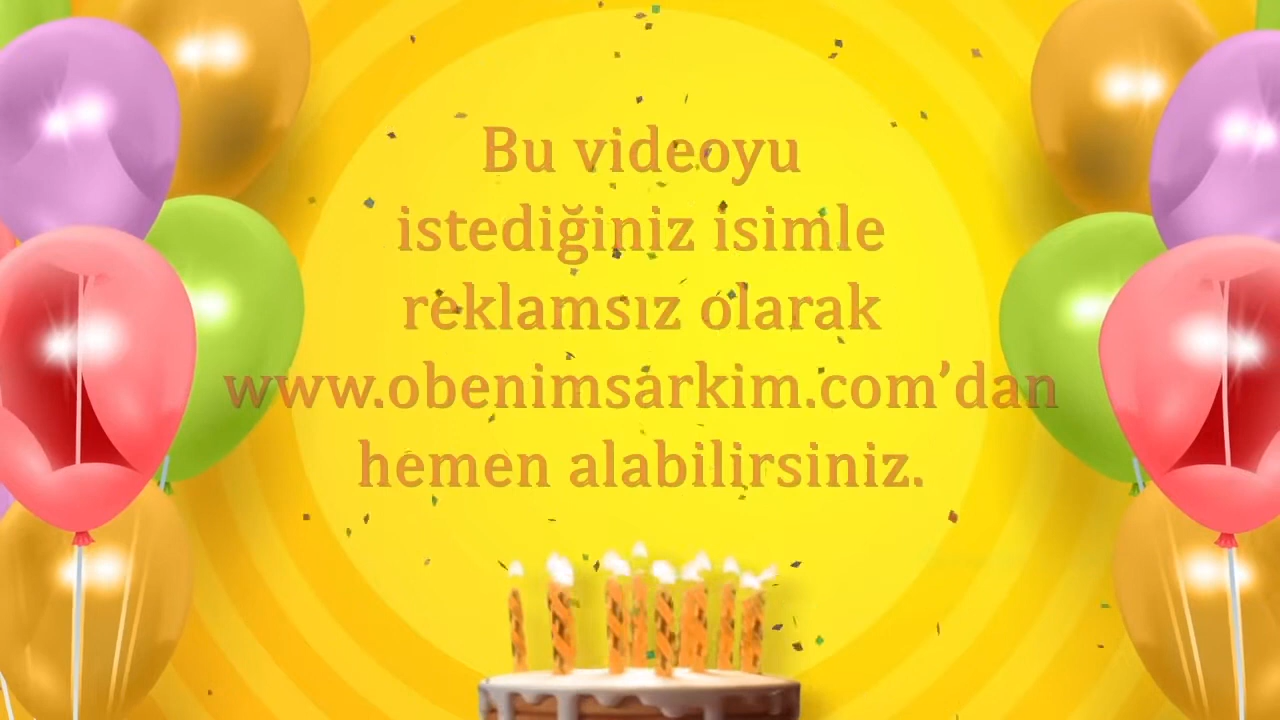 Bu videoyu
istediğiniz isimle
reklamsız olarak
www.obenimsarkim.com’dan
hemen alabilirsiniz.